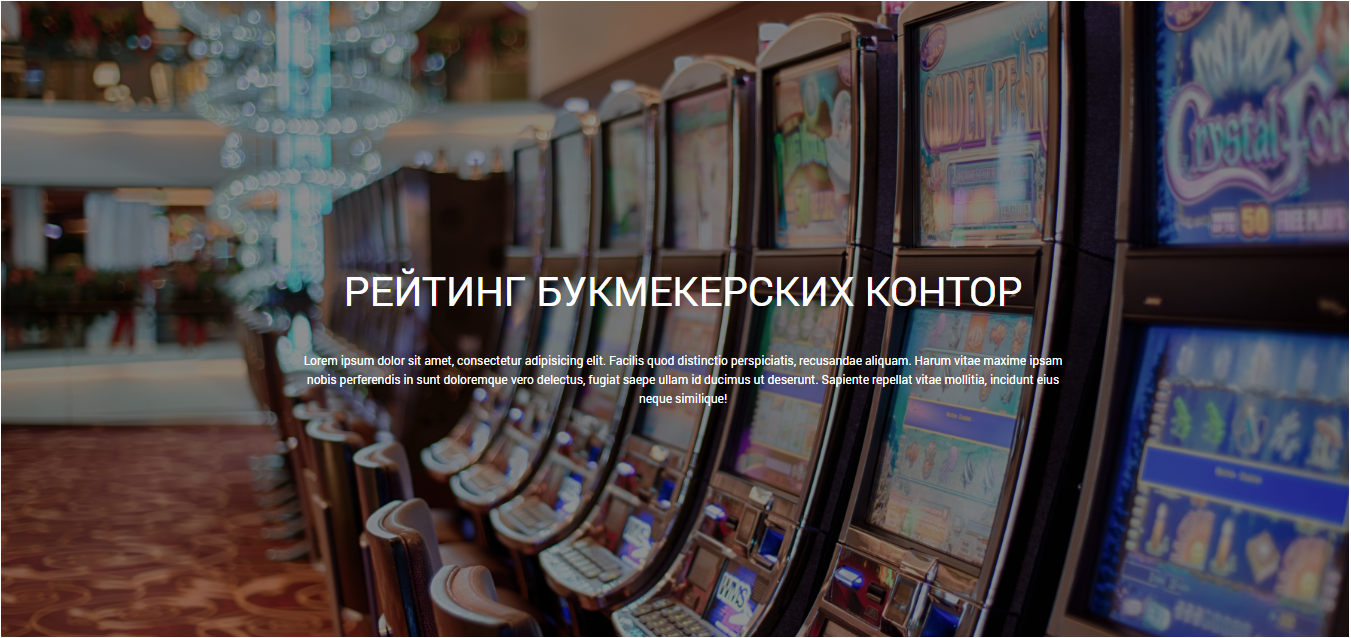 GOLDEN PEARL
Crystal
50 FREE PLAYS
РЕЙТИНГ БУКМЕКЕРСКИХ КОНТОР
Lorem ipsum dolor sit amet, consectetur adipisicing elit. Facilis quod distinctio perspiciatis, recusandae aliquam. Harum vitae maxime ipsam
nobis perferendis in sunt doloremque vero delectus, fugiat saepe ullam id ducimus ut deserunt. Sapiente repellat vitae mollitia, incidunt eius
neque similique!